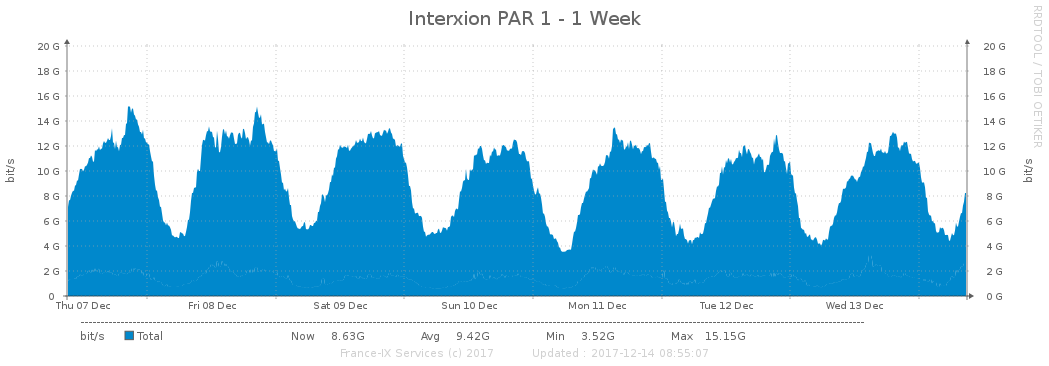 Interxion PAR 1 - 1 Week
RRDTOOL / TOBI OETIKER
20 G 20 G
18 G 18 G
16 G 16 G
14 G 14 G
12 G 12 G
10 G 10 G
8 G 8 G
6 G 6 G
4 G 4 G
2 G 2 G
0 0 G
bit/s
bit/s
Thu 07 Dec Fri 08 Dec Sat 09 Dec Sun 10 Dec Mon 11 Dec Tue 12 Dec Wed 13 Dec
bit/s Total Now 8.63G Avg 9.42G Min 3.52G Max 15.15G
France-IX Services (c) 2017 Updated : 2017-12-14 08:55:07